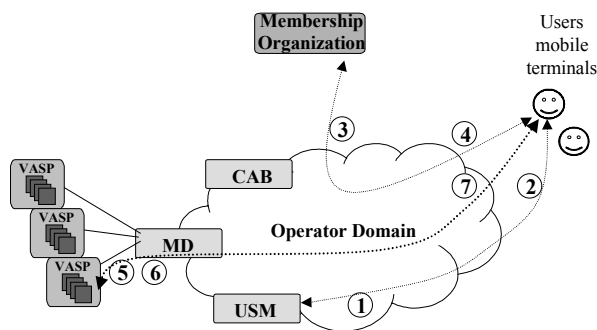 Membership
Organization
Users
mobile
terminals
3
4
CAB
7
2
VASP
VASP
Operator Domain
MD
VASP
5
6
USM
1